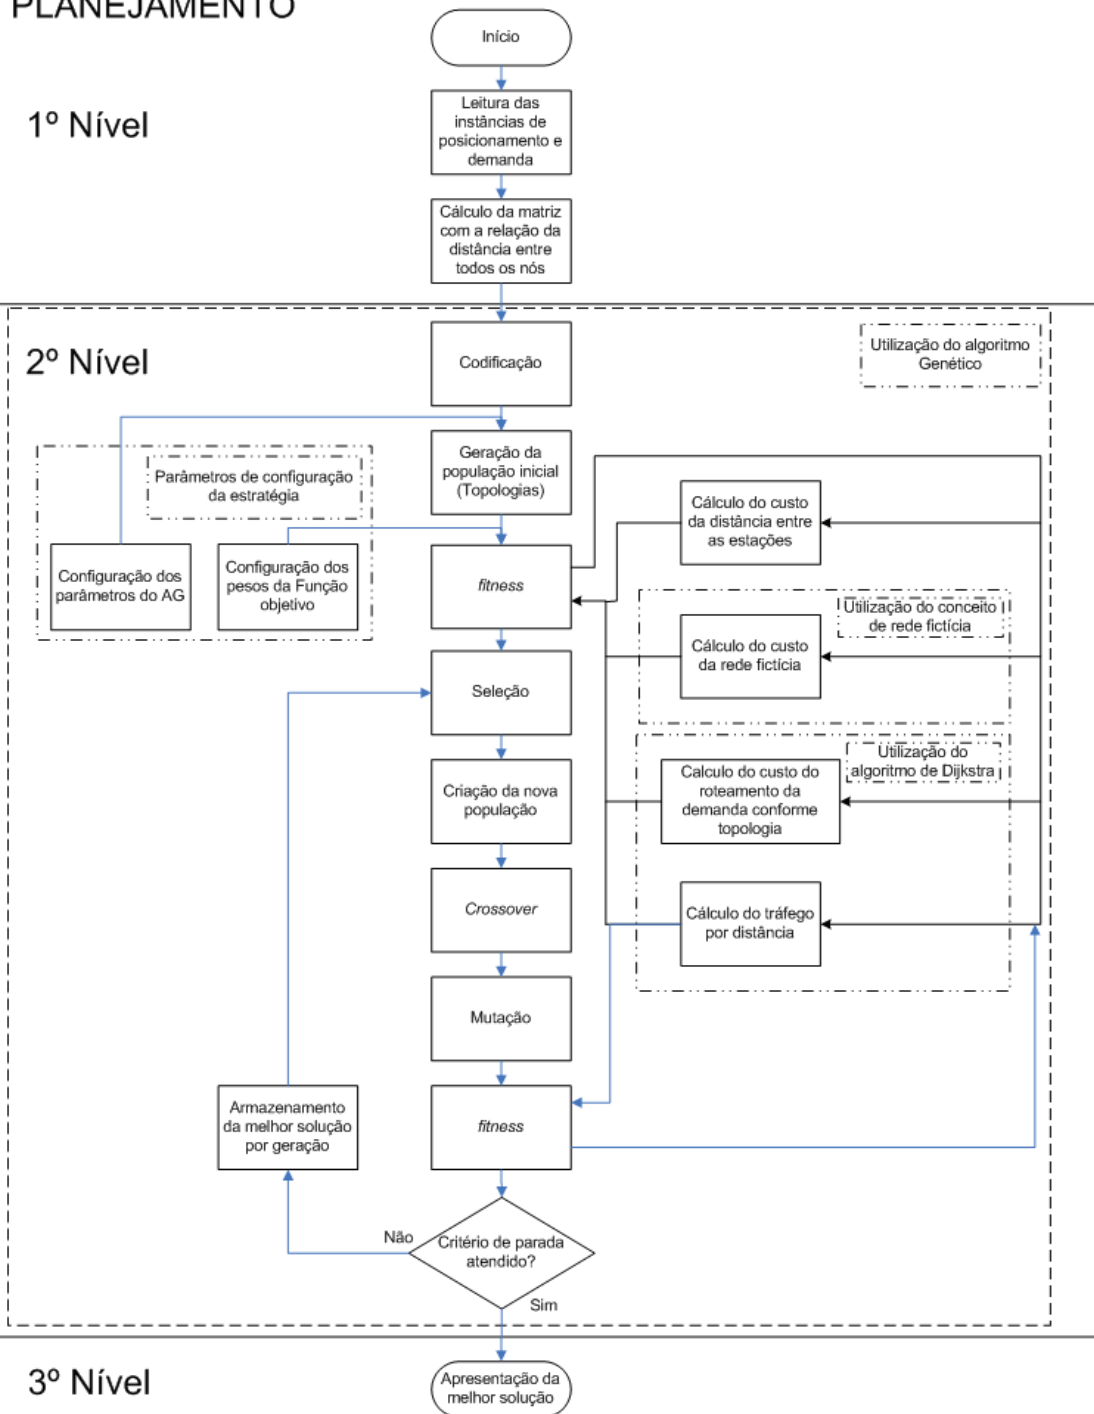 PLANEJAMENTO
Início
1º Nível
Leitura das
instâncias de
posicionamento e
demanda
Cálculo da matriz
com a relação da
distância entre
todos os nós
2º Nível
Codificação
Utilização do algoritmo
Genético
Geração da
população inicial
(Topologias)
Parâmetros de configuração
da estratégia
Configuração dos
parâmetros do AG
Configuração dos
pesos da Função
objetivo
fitness
Cálculo do custo
da distância entre
as estações
Utilização do conceito
de rede fictícia
Cálculo do custo
da rede fictícia
Seleção
Utilização do
algoritmo de Dijkstra
Calculo do custo do
roteamento da
demanda conforme
topologia
Criação da nova
população
Crossover
Cálculo do tráfego
por distância
Mutação
Armazenamento
da melhor solução
por geração
fitness
Não
Critério de parada
atendido?
Sim
3º Nível
Apresentação da
melhor solução